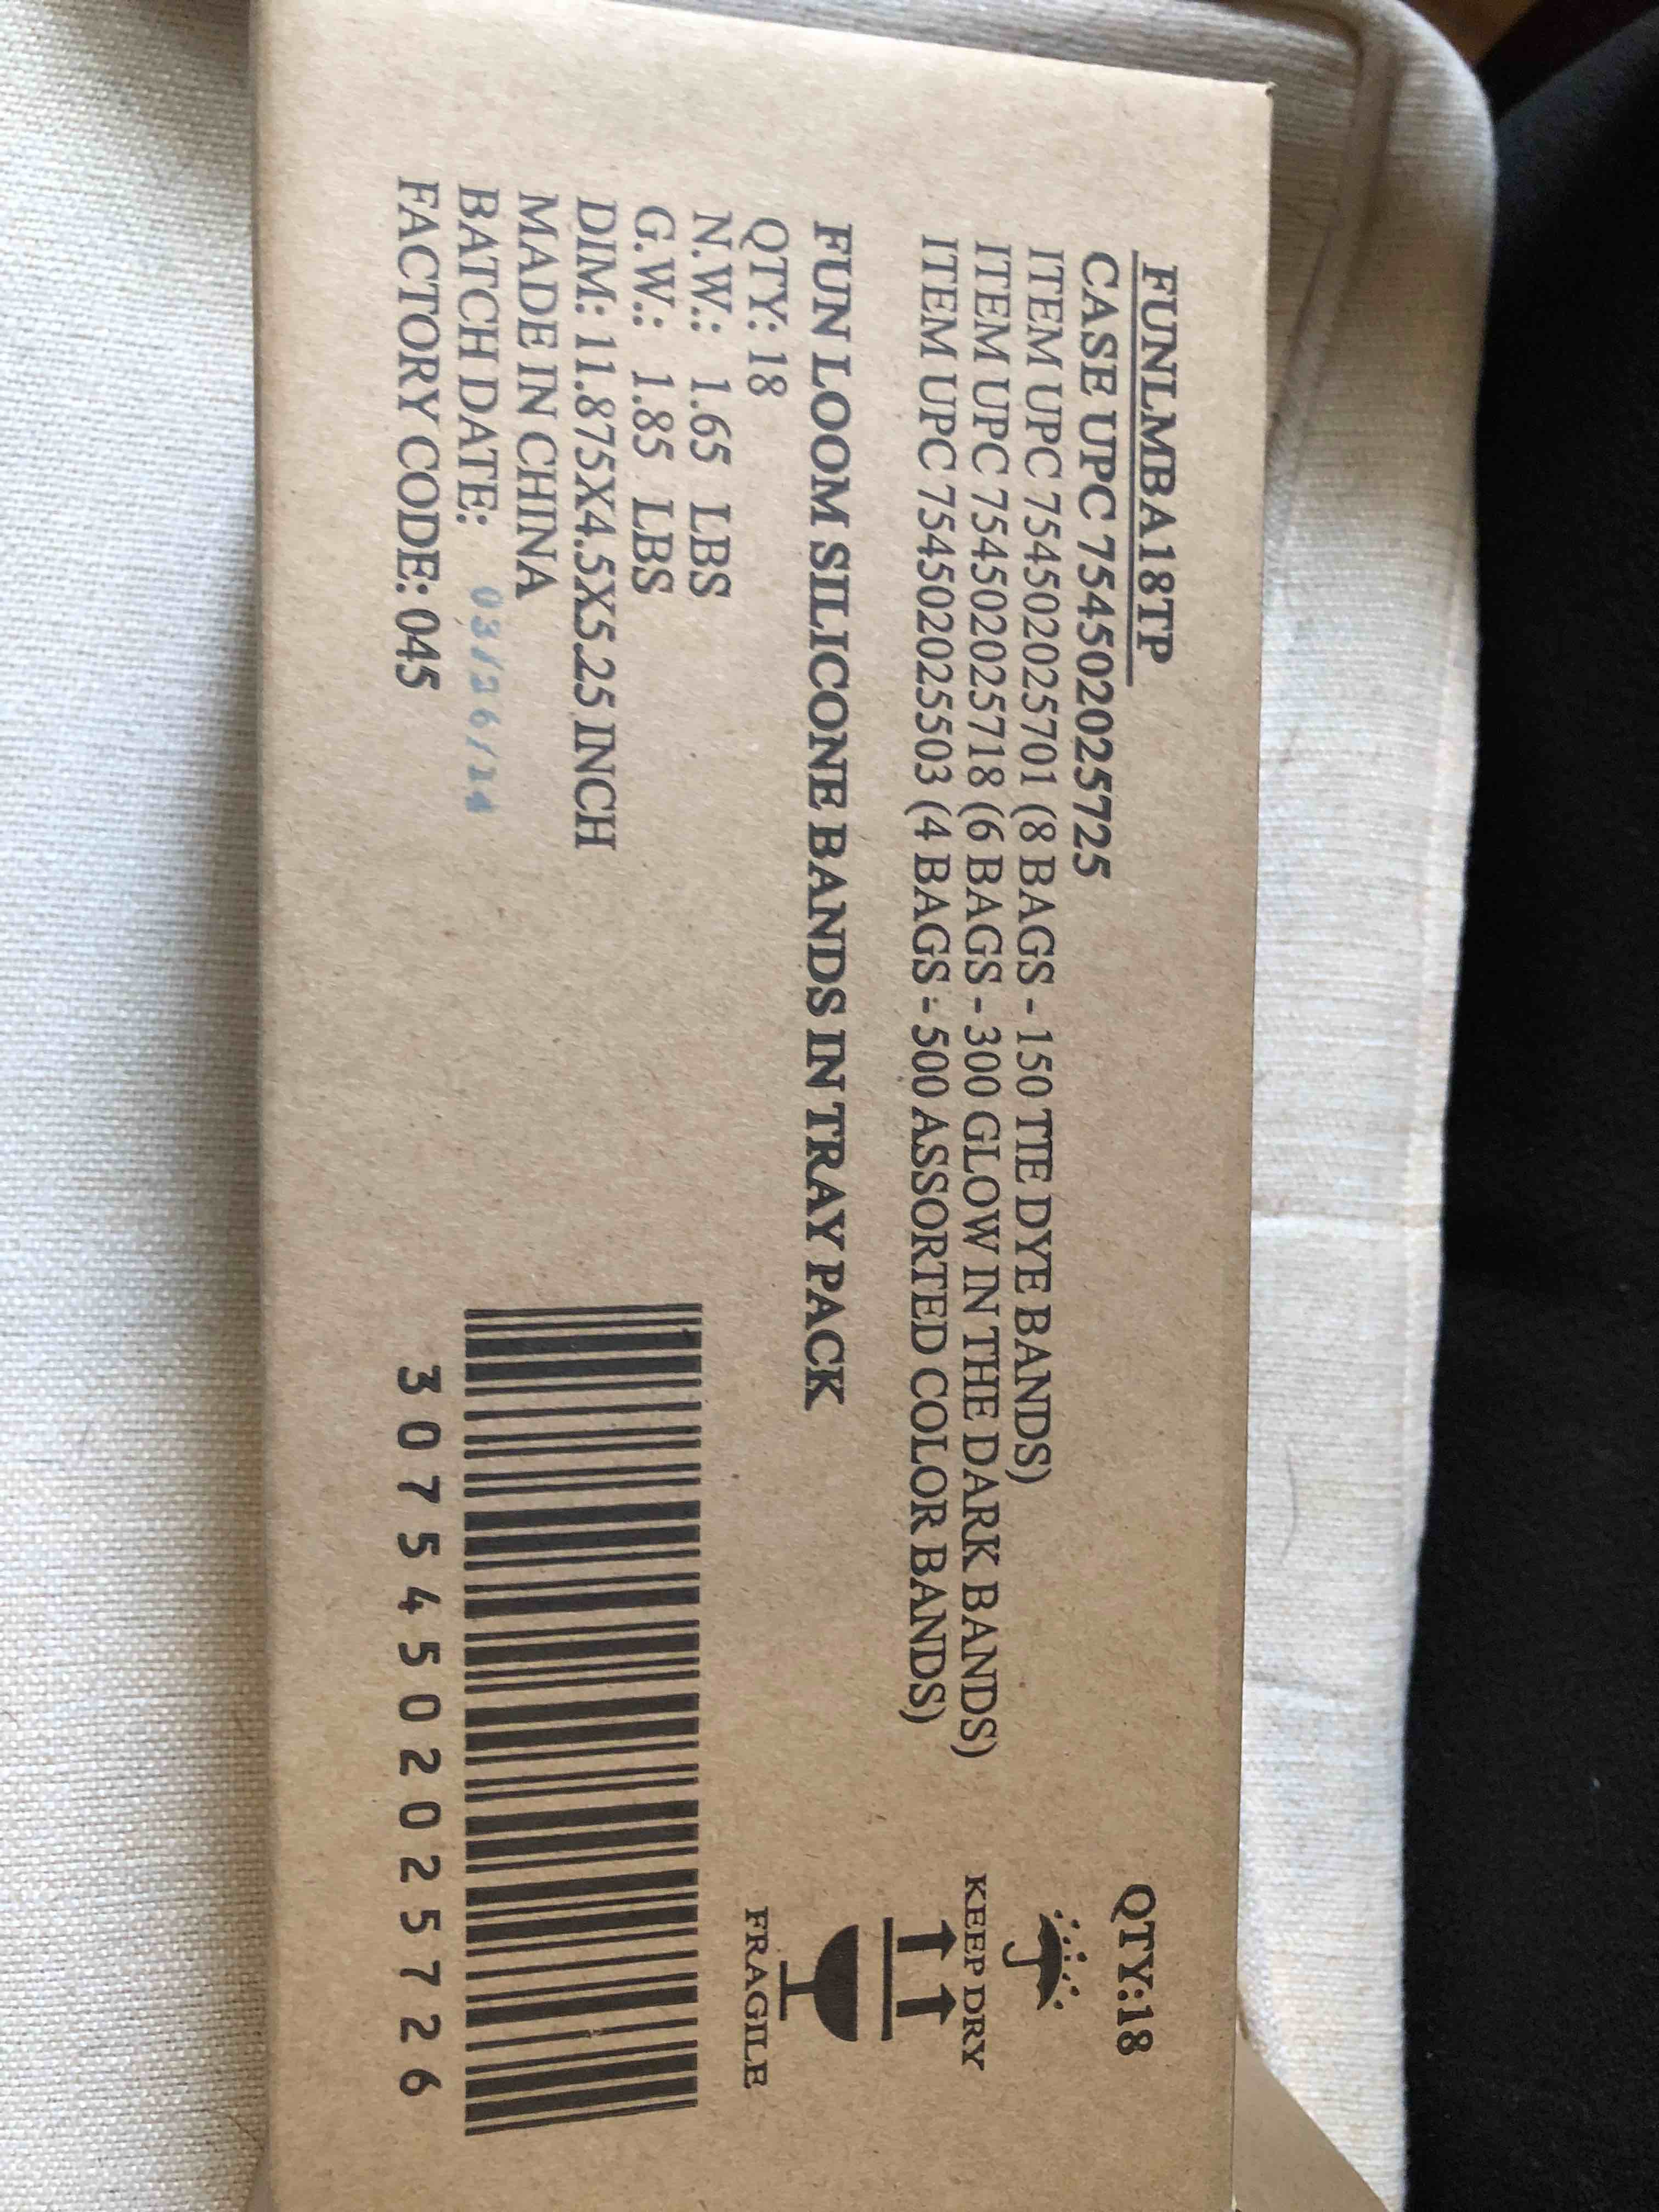 FUNLMBA18TP
QTY:18
CASE UPC 754502025725
ITEM UPC 754502025701 (8 BAGS - 150 TIE DYE BANDS)
ITEM UPC 754502025718 (6 BAGS - 300 GLOW IN THE DARK BANDS)
ITEM UPC 754502025503 (4 BAGS - 500 ASSORTED COLOR BANDS)
KEEP DRY
FUN LOOM SILICONE BANDS IN TRAY PACK
QTY: 18
FRAGILE
N.W.: 1.65 LBS
G.W.: 1.85 LBS
DIM: 11.875X4.5X5.25 INCH
MADE IN CHINA
BATCH DATE:
FACTORY CODE: 045
30754502025726